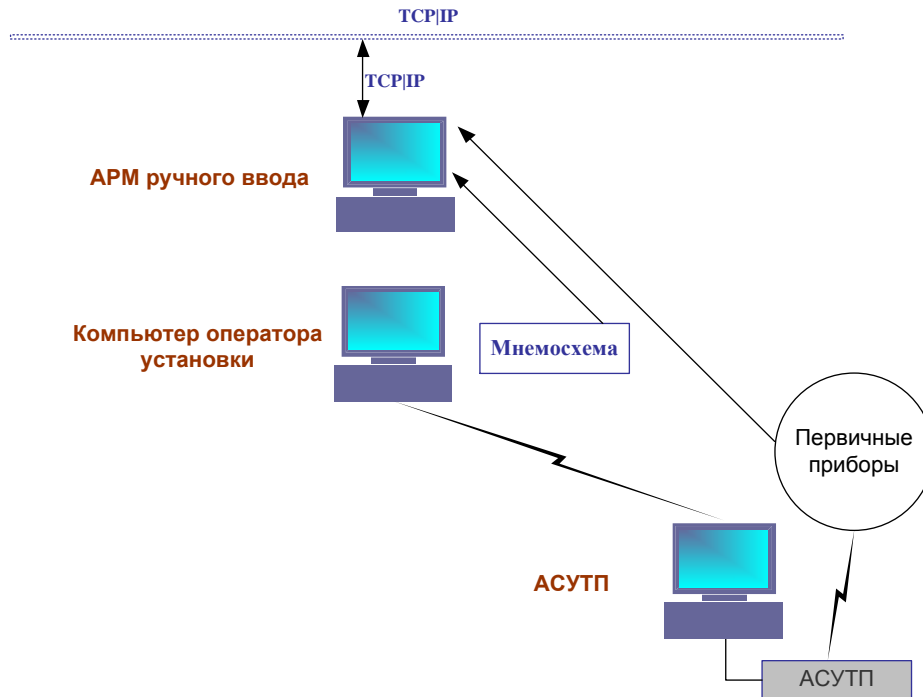 TCP|IP
TCP|IP
АРМ ручного ввода
Компьютер оператора
установки
Мнемосхема
Первичные
приборы
АСУТП
АСУТП